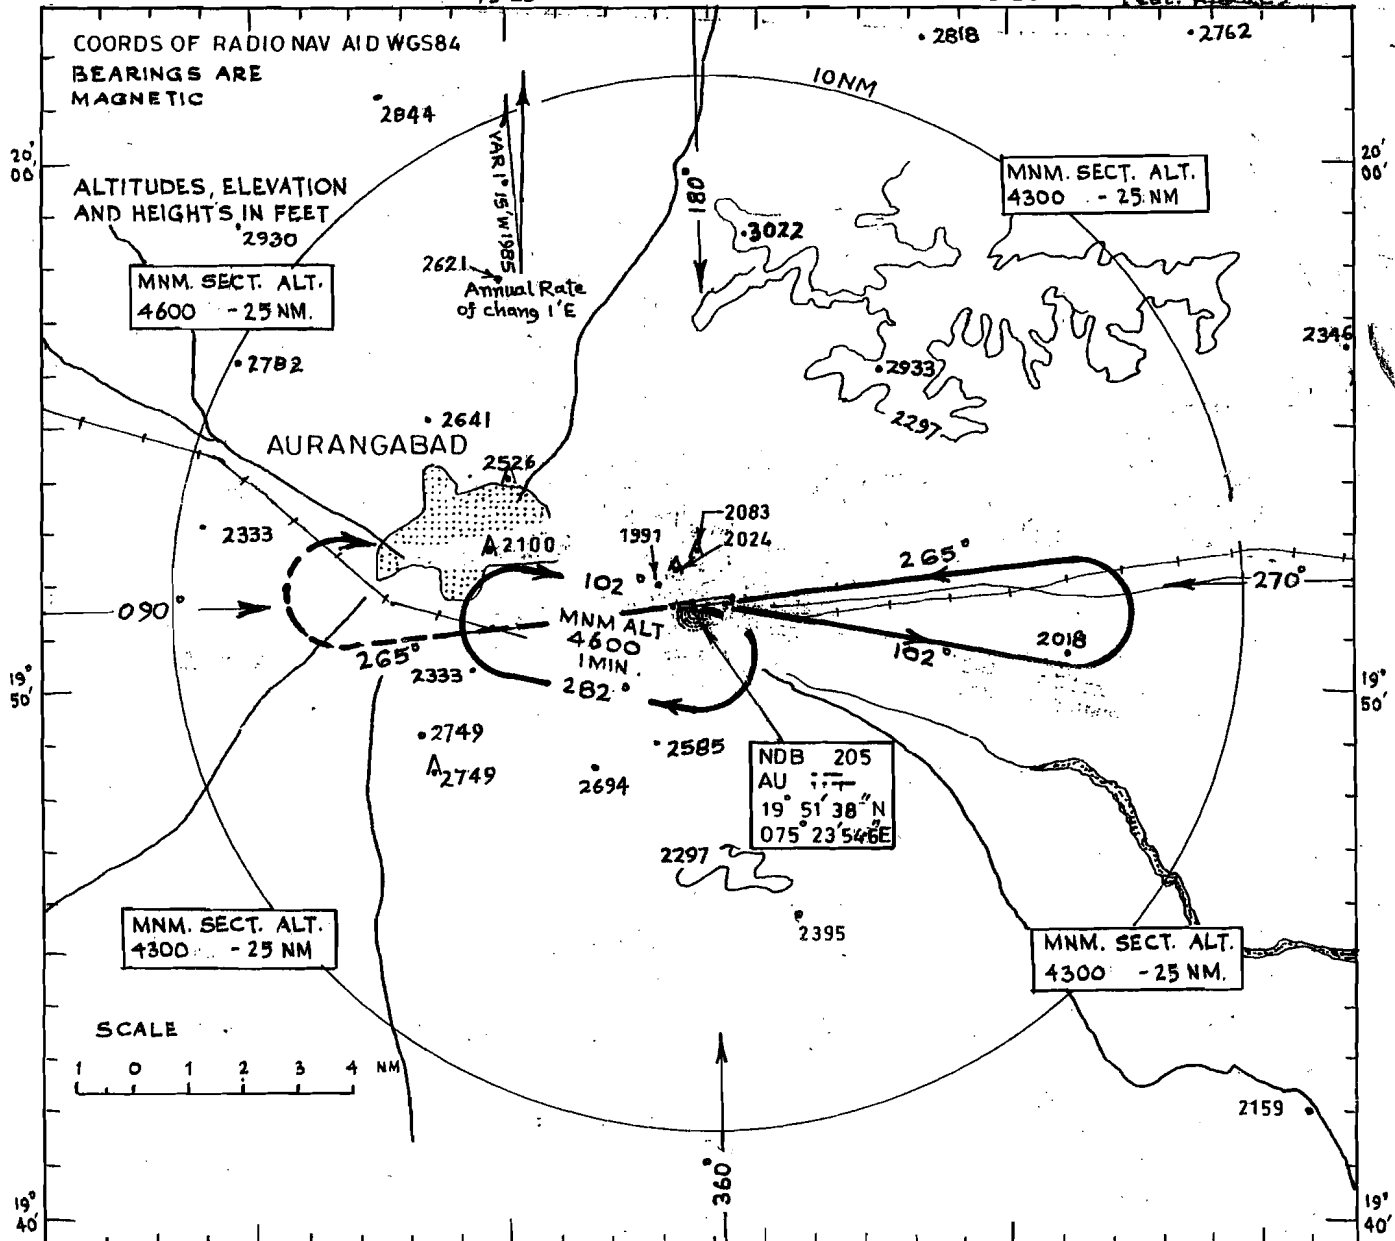 COORDS OF RADIO NAV AID WGS84
BEARINGS ARE
MAGNETIC
2844
10NM
2818
2762
20°
00'
20'
00'
ALTITUDES, ELEVATION
AND HEIGHTS IN FEET
2930
VAR 1° 15' W 1985
2621
Annual Rate
of chang 1'E
180°
3022
MNM. SECT. ALT.
4300 - 25 NM
MNM. SECT. ALT.
4600 - 25 NM.
2782
2346
2933
2297
2641
AURANGABAD
2526
2333
2100
1991
2083
2024
102°
265°
270°
090°
MNM ALT
4600
1MIN.
265°
2333
282°
102°
2018
19°
50'
19°
50'
2749
2749
2694
2585
NDB 205
AU
19° 51' 38"N
075° 23' 54.6"E
2297
2395
MNM. SECT. ALT.
4300 - 25 NM
MNM. SECT. ALT.
4300 - 25 NM.
SCALE
1 0 1 2 3 4 NM
360°
2159
19°
40'
19°
40'